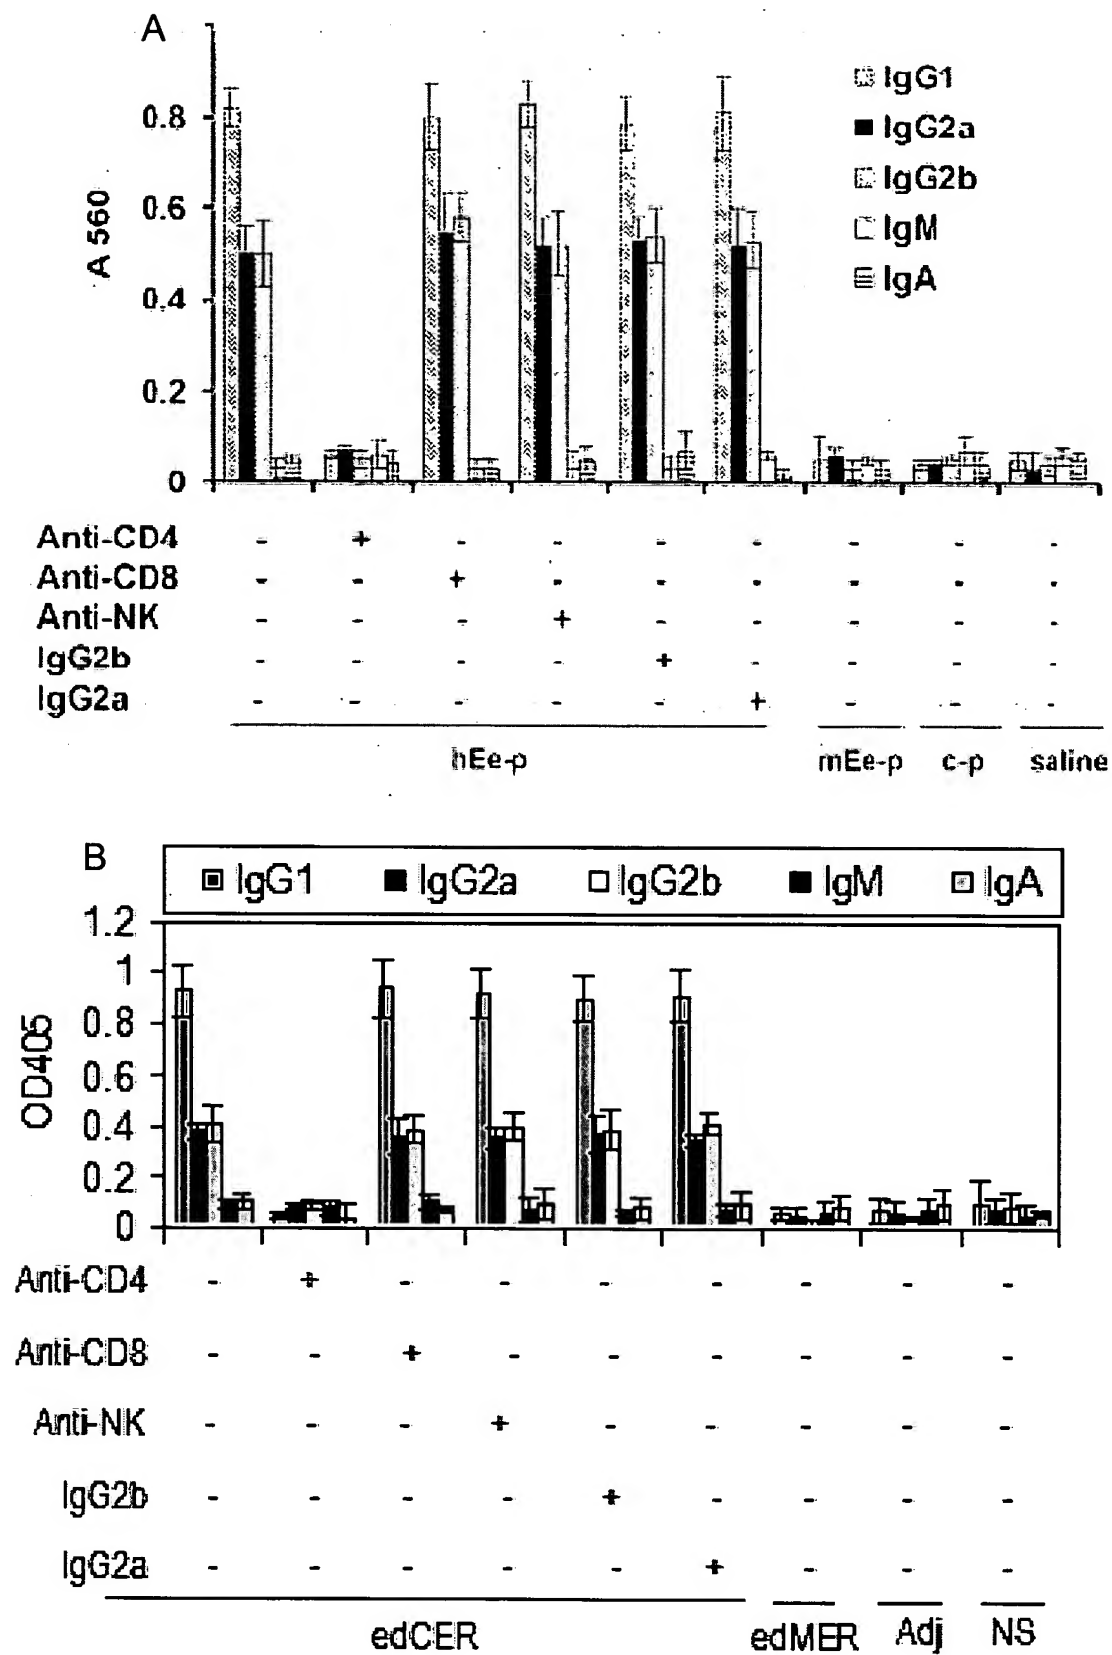 A
IgG1
IgG2a
IgG2b
IgM
IgA
A 560
0.8
0.6
0.4
0.2
0
Anti-CD4 - + - - - - - - -
Anti-CD8 - - + - - - - - -
Anti-NK - - - + - - - - -
IgG2b - - - - + - - - -
IgG2a - - - - - + - - -
hEe-p mEe-p c-p saline
B
IgG1 IgG2a IgG2b IgM IgA
OD405
1.2
1
0.8
0.6
0.4
0.2
0
Anti-CD4 - + - - - - - - -
Anti-CD8 - - + - - - - - -
Anti-NK - - - + - - - - -
IgG2b - - - - + - - - -
IgG2a - - - - - + - - -
edCER edMER Adj NS